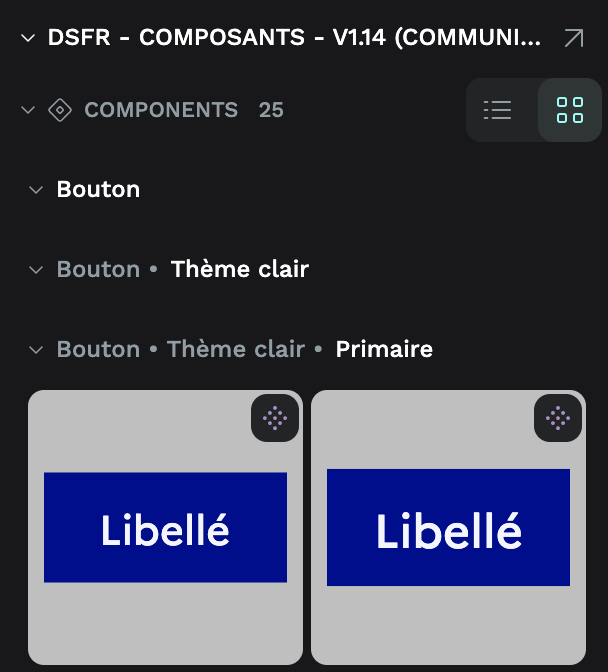 DSFR - COMPOSANTS - V1.14 (COMMUNI...
COMPONENTS 25
Bouton
Bouton • Thème clair
Bouton • Thème clair • Primaire
Libellé
Libellé